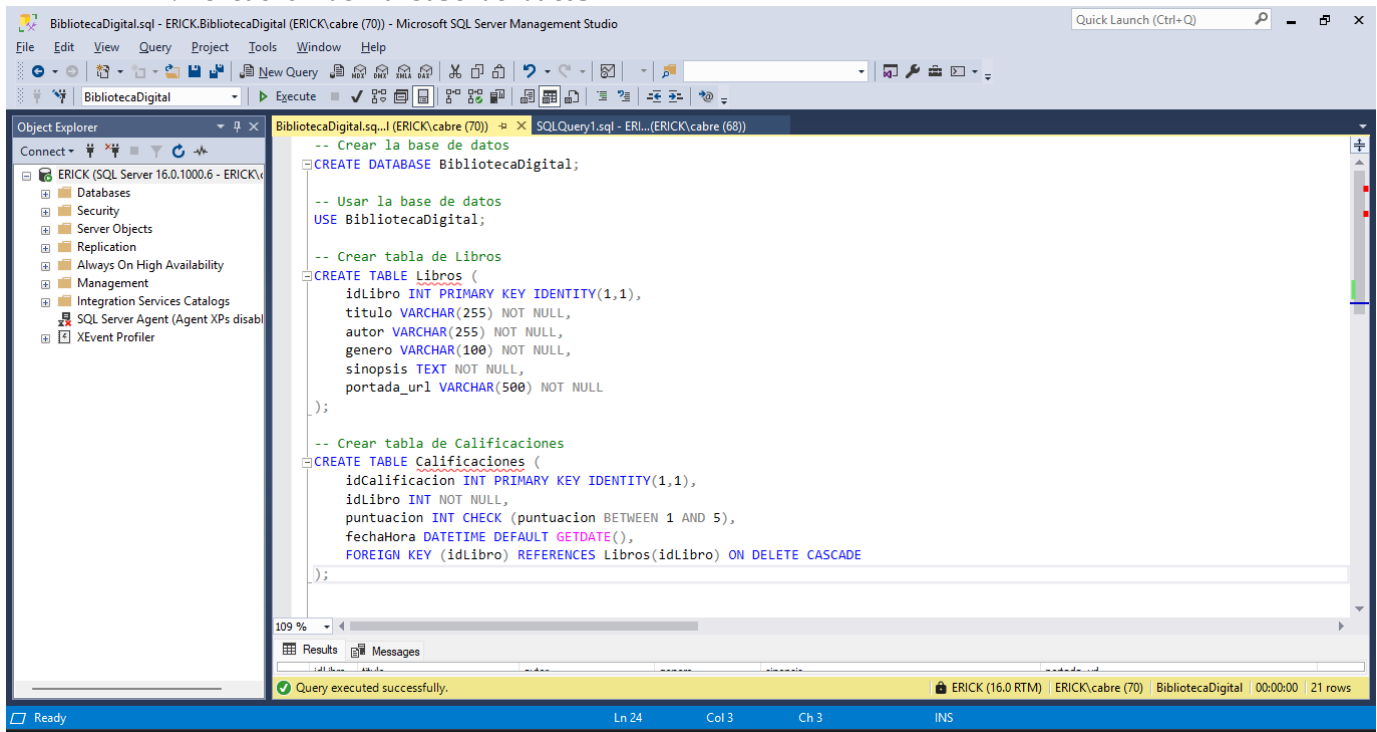 BibliotecaDigital.sql - ERICK.BibliotecaDigital (ERICK\cabre (70)) - Microsoft SQL Server Management Studio
Quick Launch (Ctrl+Q)
File Edit View Query Project Tools Window Help
New Query MDX DMX XMLA DAX
BibliotecaDigital Execute
Object Explorer
BibliotecaDigital.sq...l (ERICK\cabre (70)) SQLQuery1.sql - ERI...(ERICK\cabre (68))
Connect
ERICK (SQL Server 16.0.1000.6 - ERICK\c
Databases
Security
Server Objects
Replication
Always On High Availability
Management
Integration Services Catalogs
SQL Server Agent (Agent XPs disabl
XEvent Profiler
-- Crear la base de datos
CREATE DATABASE BibliotecaDigital;
-- Usar la base de datos
USE BibliotecaDigital;
-- Crear tabla de Libros
CREATE TABLE Libros (
idLibro INT PRIMARY KEY IDENTITY(1,1),
titulo VARCHAR(255) NOT NULL,
autor VARCHAR(255) NOT NULL,
genero VARCHAR(100) NOT NULL,
sinopsis TEXT NOT NULL,
portada_url VARCHAR(500) NOT NULL
);
-- Crear tabla de Calificaciones
CREATE TABLE Calificaciones (
idCalificacion INT PRIMARY KEY IDENTITY(1,1),
idLibro INT NOT NULL,
puntuacion INT CHECK (puntuacion BETWEEN 1 AND 5),
fechaHora DATETIME DEFAULT GETDATE(),
FOREIGN KEY (idLibro) REFERENCES Libros(idLibro) ON DELETE CASCADE
);
109 %
Results Messages
Query executed successfully.
ERICK (16.0 RTM) ERICK\cabre (70) BibliotecaDigital 00:00:00 21 rows
Ready Ln 24 Col 3 Ch 3 INS